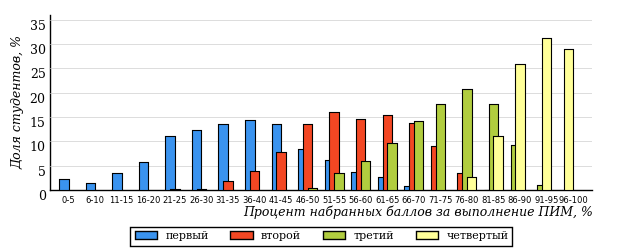 Доля студентов, %
35
30
25
20
15
10
5
0
0-5 6-10 11-15 16-20 21-25 26-30 31-35 36-40 41-45 46-50 51-55 56-60 61-65 66-70 71-75 76-80 81-85 86-90 91-95 96-100
Процент набранных баллов за выполнение ПИМ, %
первый второй третий четвертый